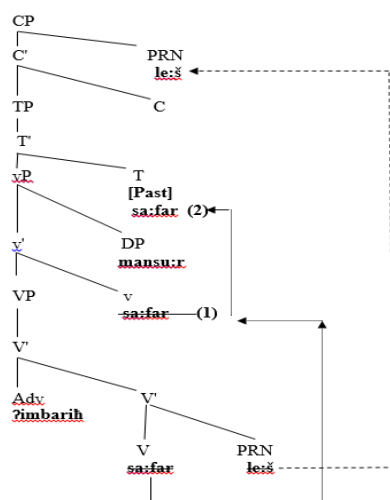 CP
C' PRN
le:š
TP C
T'
vP T
[Past]
sa:far (2)
v' DP
mansu:r
VP v
sa:far (1)
V'
Adv V'
?imbariħ
V PRN
sa:far le:š